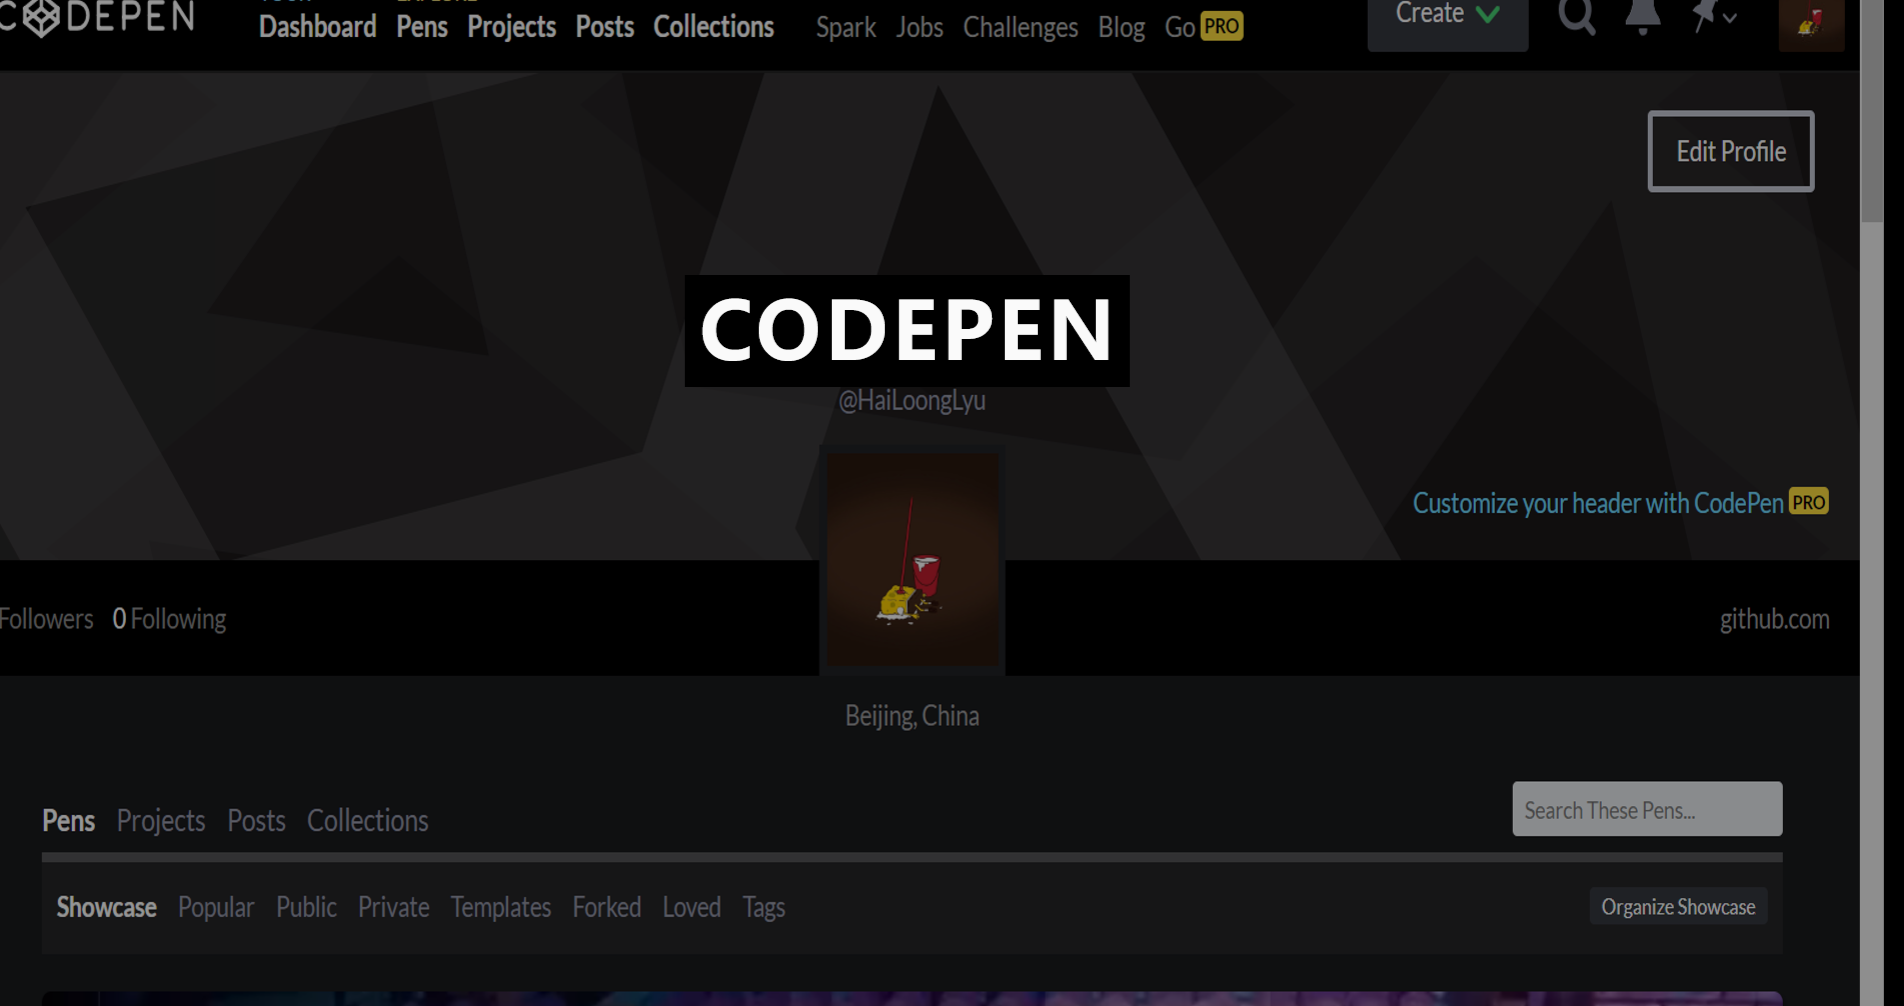 CODEPEN
Dashboard Pens Projects Posts Collections Spark Jobs Challenges Blog Go PRO
Create
Edit Profile
CODEPEN
@HaiLoongLyu
Customize your header with CodePen PRO
Followers 0 Following
github.com
Beijing, China
Pens Projects Posts Collections
Search These Pens...
Showcase Popular Public Private Templates Forked Loved Tags
Organize Showcase